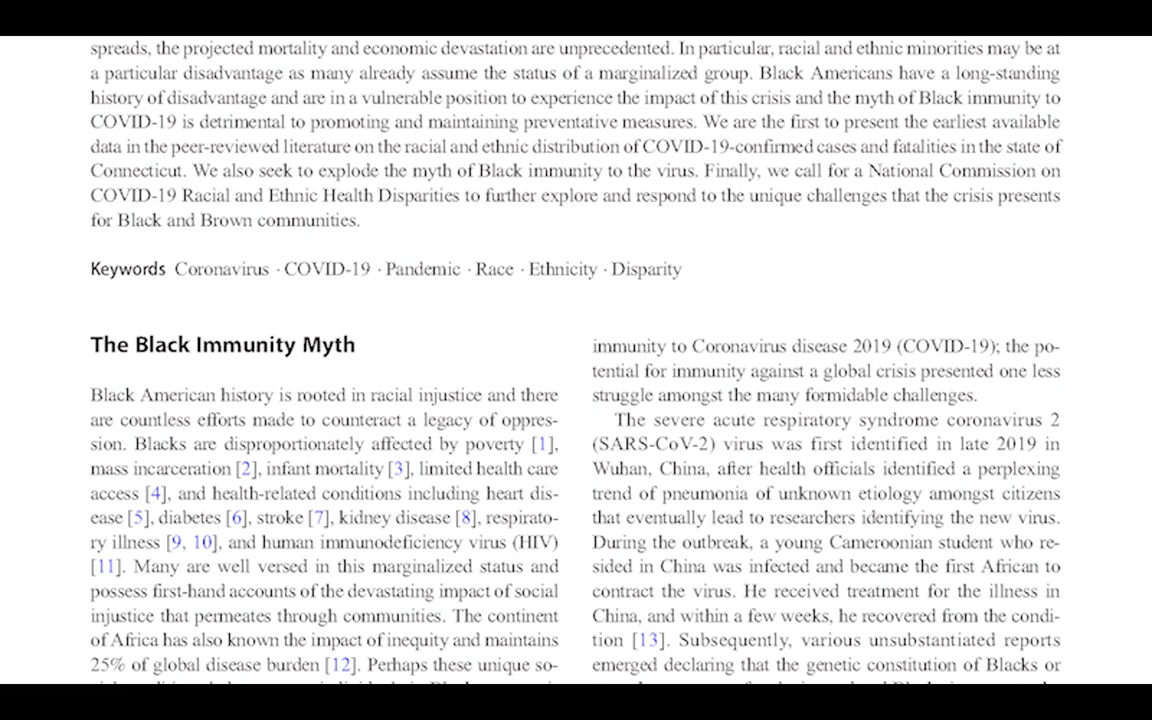 spreads, the projected mortality and economic devastation are unprecedented. In particular, racial and ethnic minorities may be at
a particular disadvantage as many already assume the status of a marginalized group. Black Americans have a long-standing
history of disadvantage and are in a vulnerable position to experience the impact of this crisis and the myth of Black immunity to
COVID-19 is detrimental to promoting and maintaining preventative measures. We are the first to present the earliest available
data in the peer-reviewed literature on the racial and ethnic distribution of COVID-19-confirmed cases and fatalities in the state of
Connecticut. We also seek to explode the myth of Black immunity to the virus. Finally, we call for a National Commission on
COVID-19 Racial and Ethnic Health Disparities to further explore and respond to the unique challenges that the crisis presents
for Black and Brown communities.
Keywords Coronavirus · COVID-19 · Pandemic · Race · Ethnicity · Disparity
The Black Immunity Myth
Black American history is rooted in racial injustice and there
are countless efforts made to counteract a legacy of oppres-
sion. Blacks are disproportionately affected by poverty [1],
mass incarceration [2], infant mortality [3], limited health care
access [4], and health-related conditions including heart dis-
ease [5], diabetes [6], stroke [7], kidney disease [8], respirato-
ry illness [9, 10], and human immunodeficiency virus (HIV)
[11]. Many are well versed in this marginalized status and
possess first-hand accounts of the devastating impact of social
injustice that permeates through communities. The continent
of Africa has also known the impact of inequity and maintains
25% of global disease burden [12]. Perhaps these unique so-
immunity to Coronavirus disease 2019 (COVID-19); the po-
tential for immunity against a global crisis presented one less
struggle amongst the many formidable challenges.
The severe acute respiratory syndrome coronavirus 2
(SARS-CoV-2) virus was first identified in late 2019 in
Wuhan, China, after health officials identified a perplexing
trend of pneumonia of unknown etiology amongst citizens
that eventually lead to researchers identifying the new virus.
During the outbreak, a young Cameroonian student who re-
sided in China was infected and became the first African to
contract the virus. He received treatment for the illness in
China, and within a few weeks, he recovered from the condi-
tion [13]. Subsequently, various unsubstantiated reports
emerged declaring that the genetic constitution of Blacks or